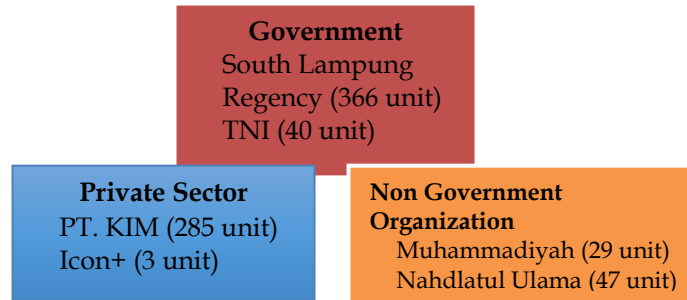 Government
South Lampung
Regency (366 unit)
TNI (40 unit)
Private Sector
PT. KIM (285 unit)
Icon+ (3 unit)
Non Government
Organization
Muhammadiyah (29 unit)
Nahdlatul Ulama (47 unit)